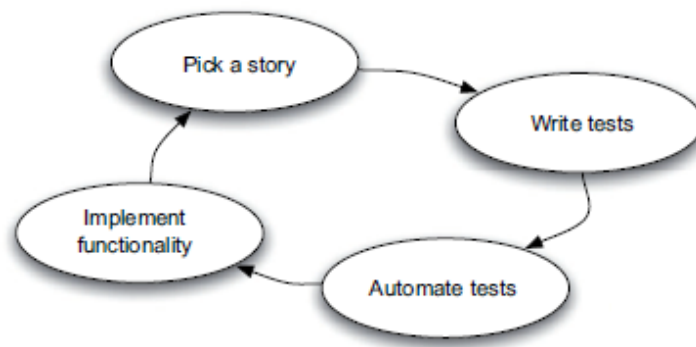 Pick a story
Write tests
Automate tests
Implement
functionality